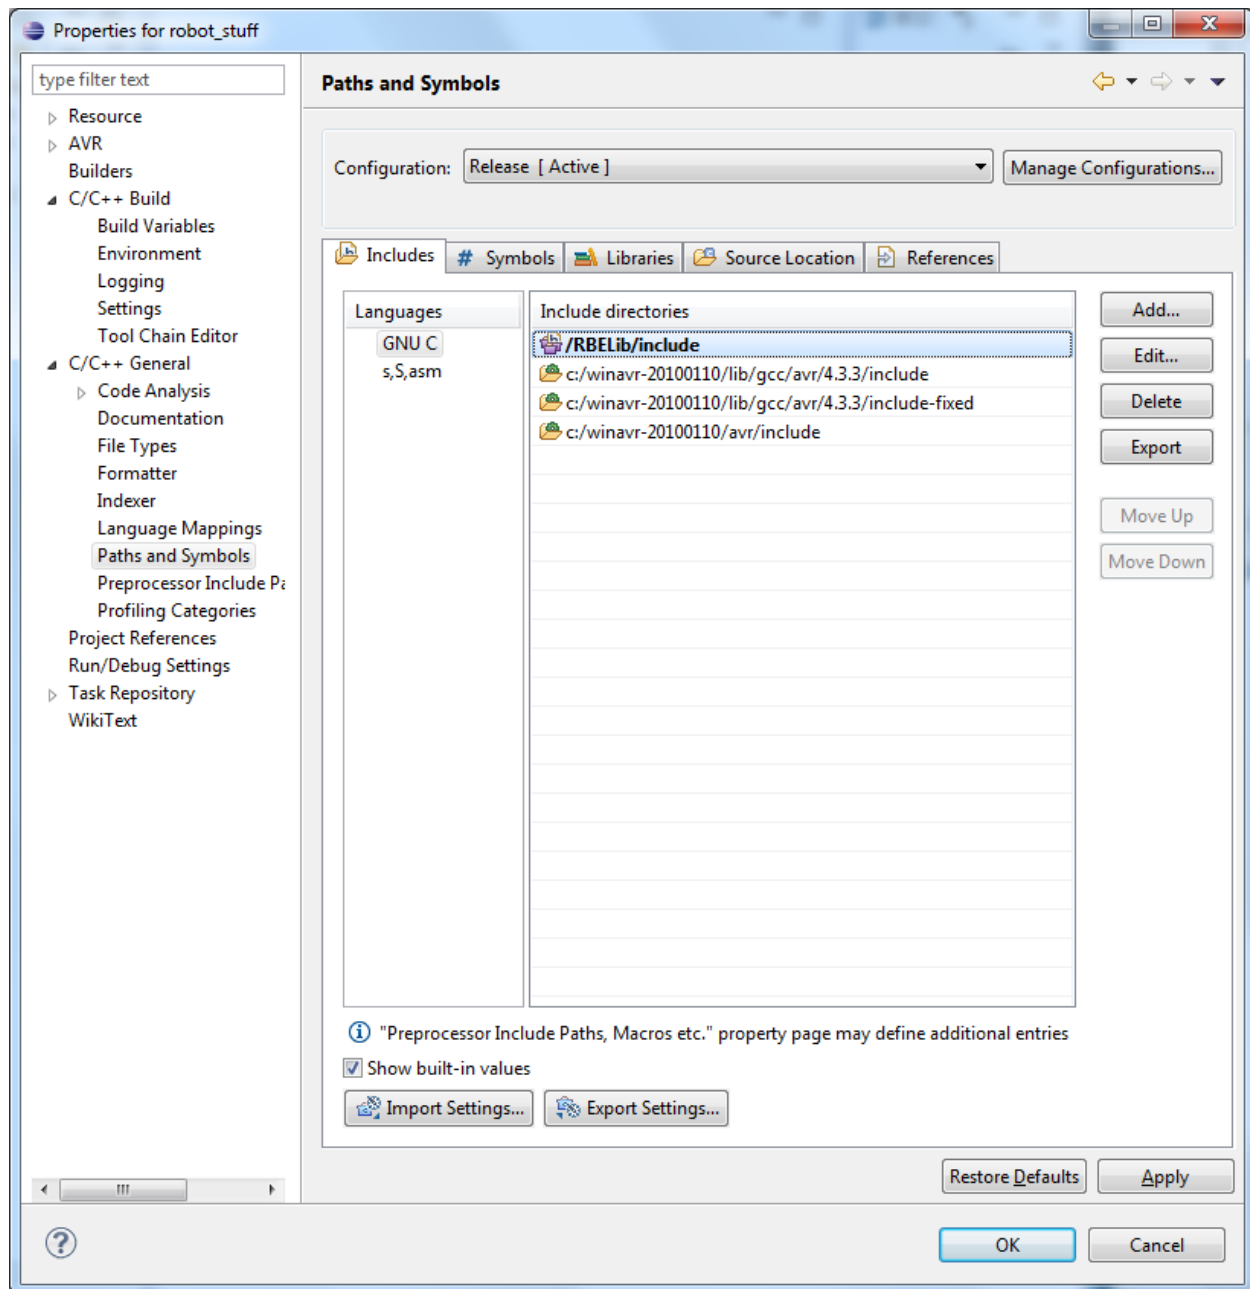 Properties for robot_stuff
X
type filter text
Resource
AVR
Builders
C/C++ Build
Build Variables
Environment
Logging
Settings
Tool Chain Editor
C/C++ General
Code Analysis
Documentation
File Types
Formatter
Indexer
Language Mappings
Paths and Symbols
Preprocessor Include Pa
Profiling Categories
Project References
Run/Debug Settings
Task Repository
WikiText
Paths and Symbols
Configuration: Release [ Active ] Manage Configurations...
Includes # Symbols Libraries Source Location References
Languages
GNU C
s,S,asm
Include directories
/RBELib/include
c:/winavr-20100110/lib/gcc/avr/4.3.3/include
c:/winavr-20100110/lib/gcc/avr/4.3.3/include-fixed
c:/winavr-20100110/avr/include
Add...
Edit...
Delete
Export
Move Up
Move Down
"Preprocessor Include Paths, Macros etc." property page may define additional entries
Show built-in values
Import Settings... Export Settings...
Restore Defaults Apply
? OK Cancel